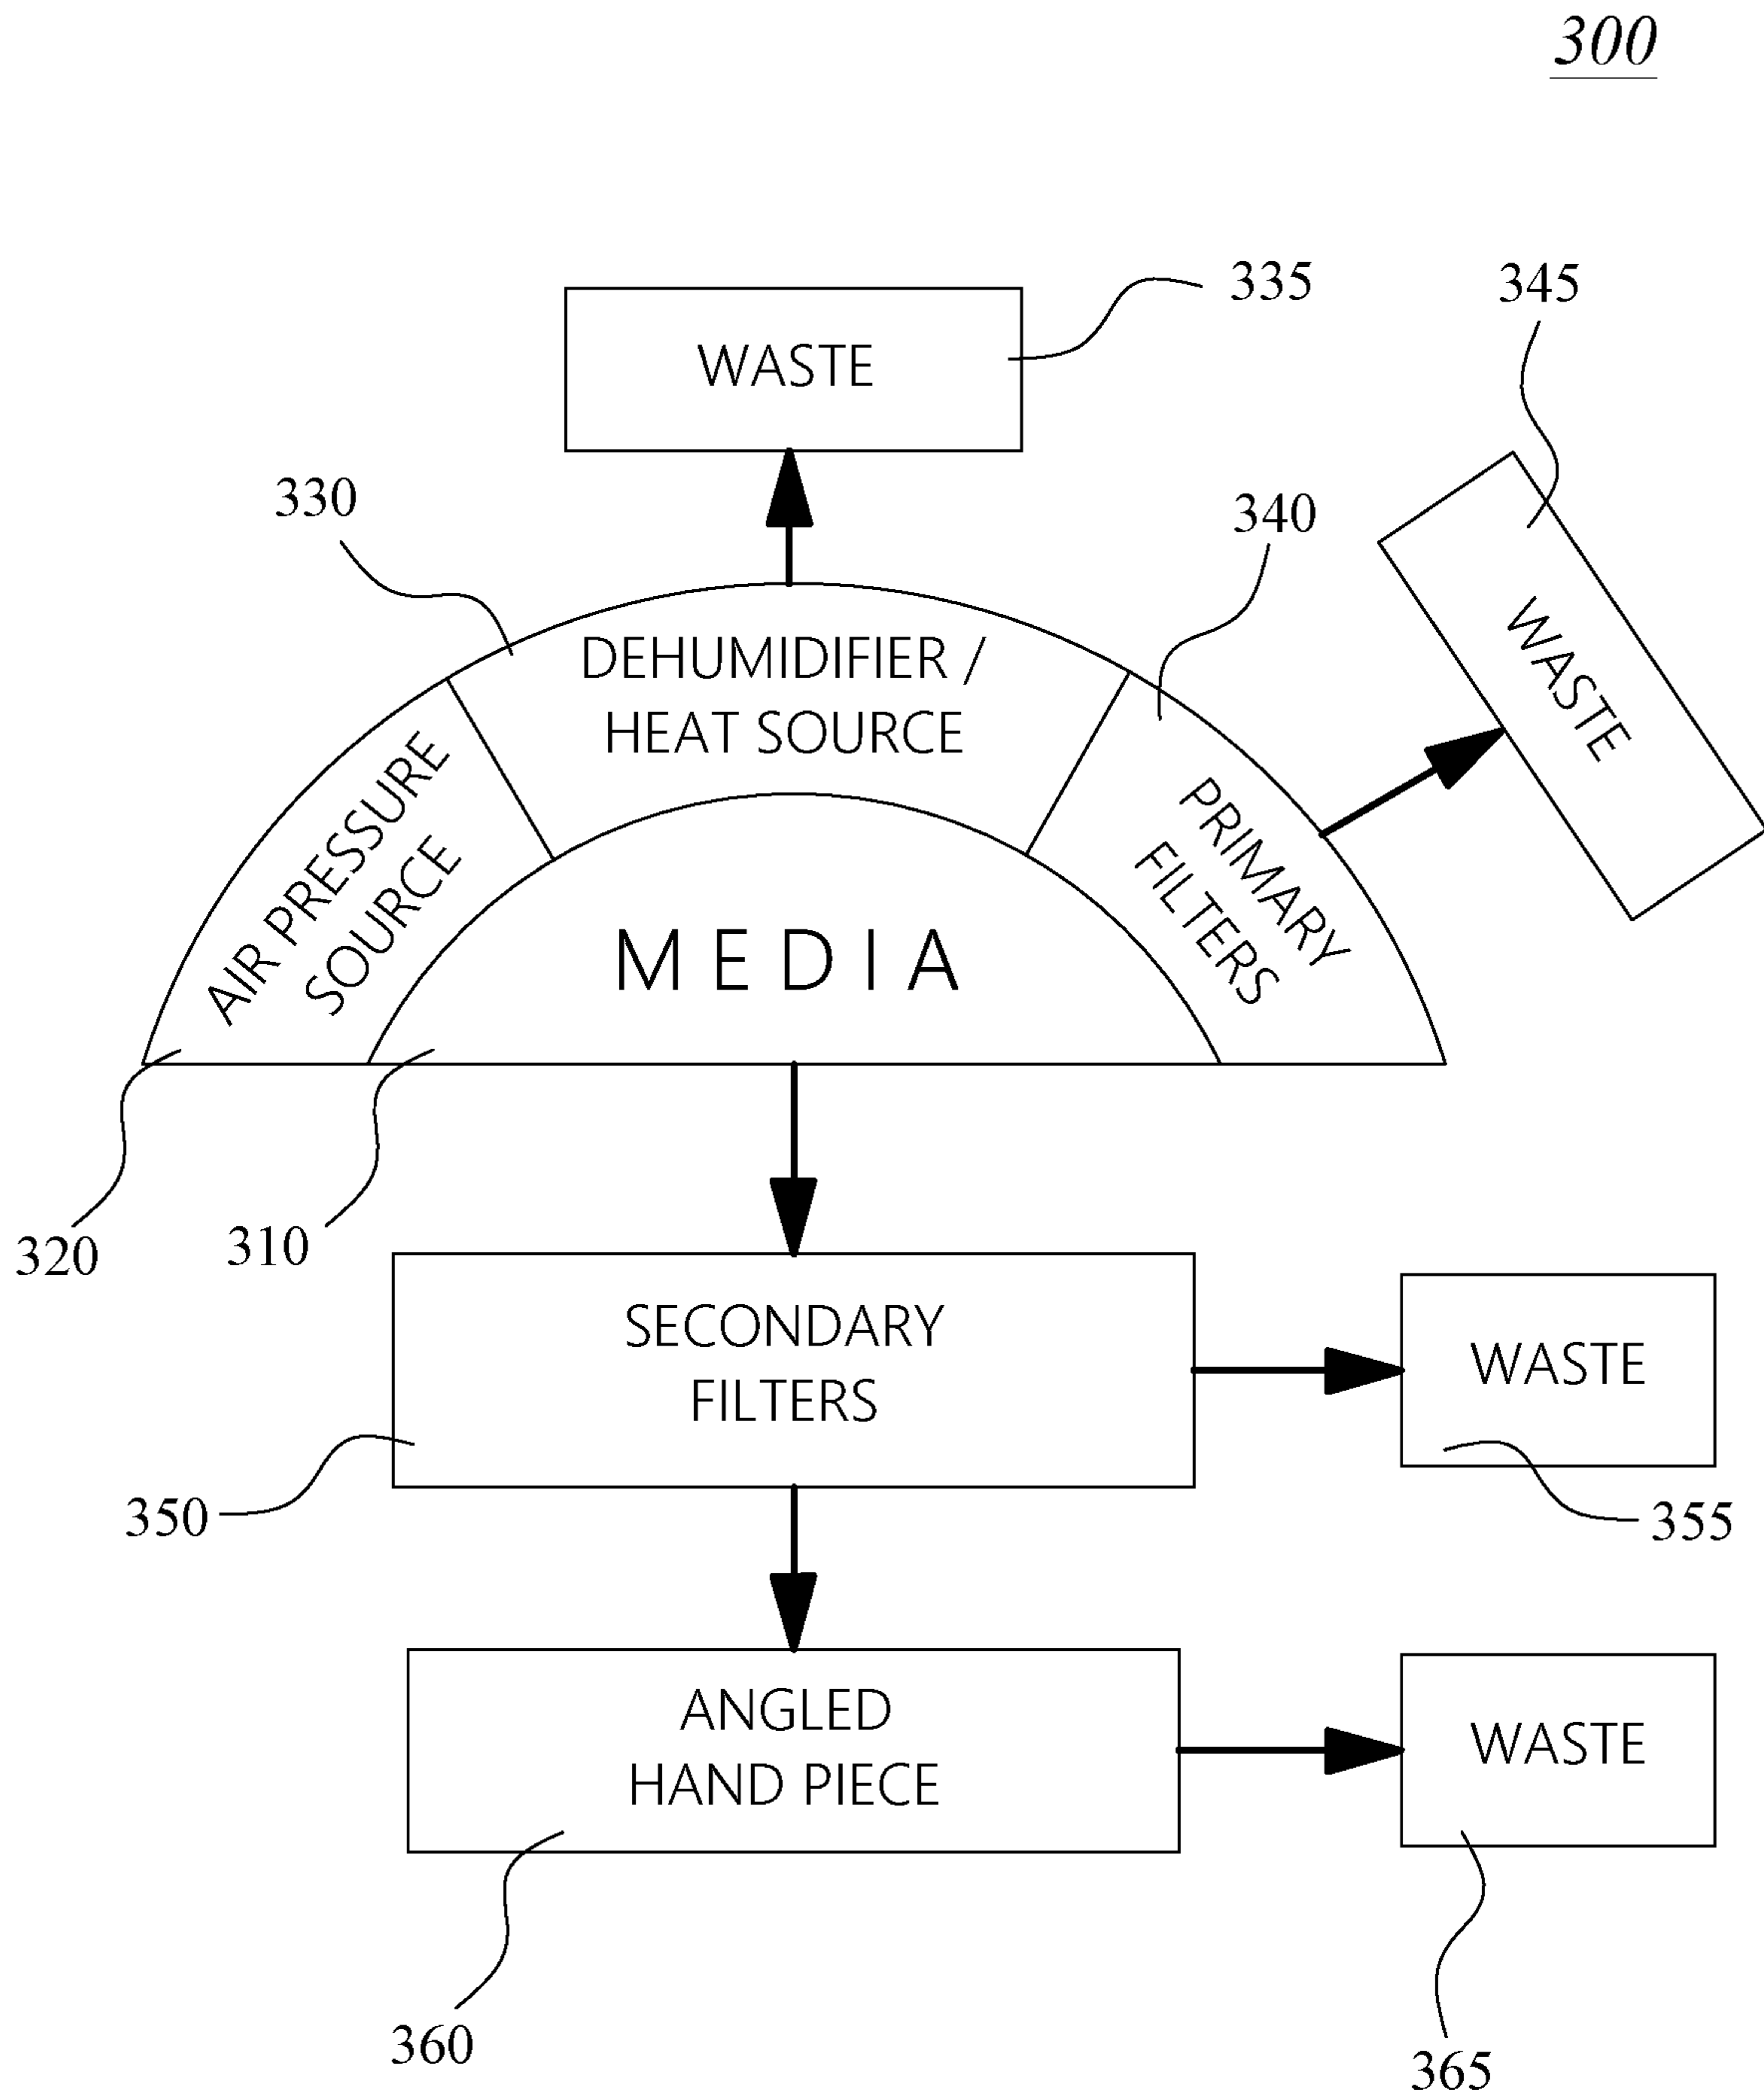 300
335
345
WASTE
330
340
WASTE
DEHUMIDIFIER /
HEAT SOURCE
AIR PRESSURE
SOURCE
PRIMARY
FILTERS
MEDIA
320
310
SECONDARY
FILTERS
WASTE
350
355
ANGLED
HAND PIECE
WASTE
360
365